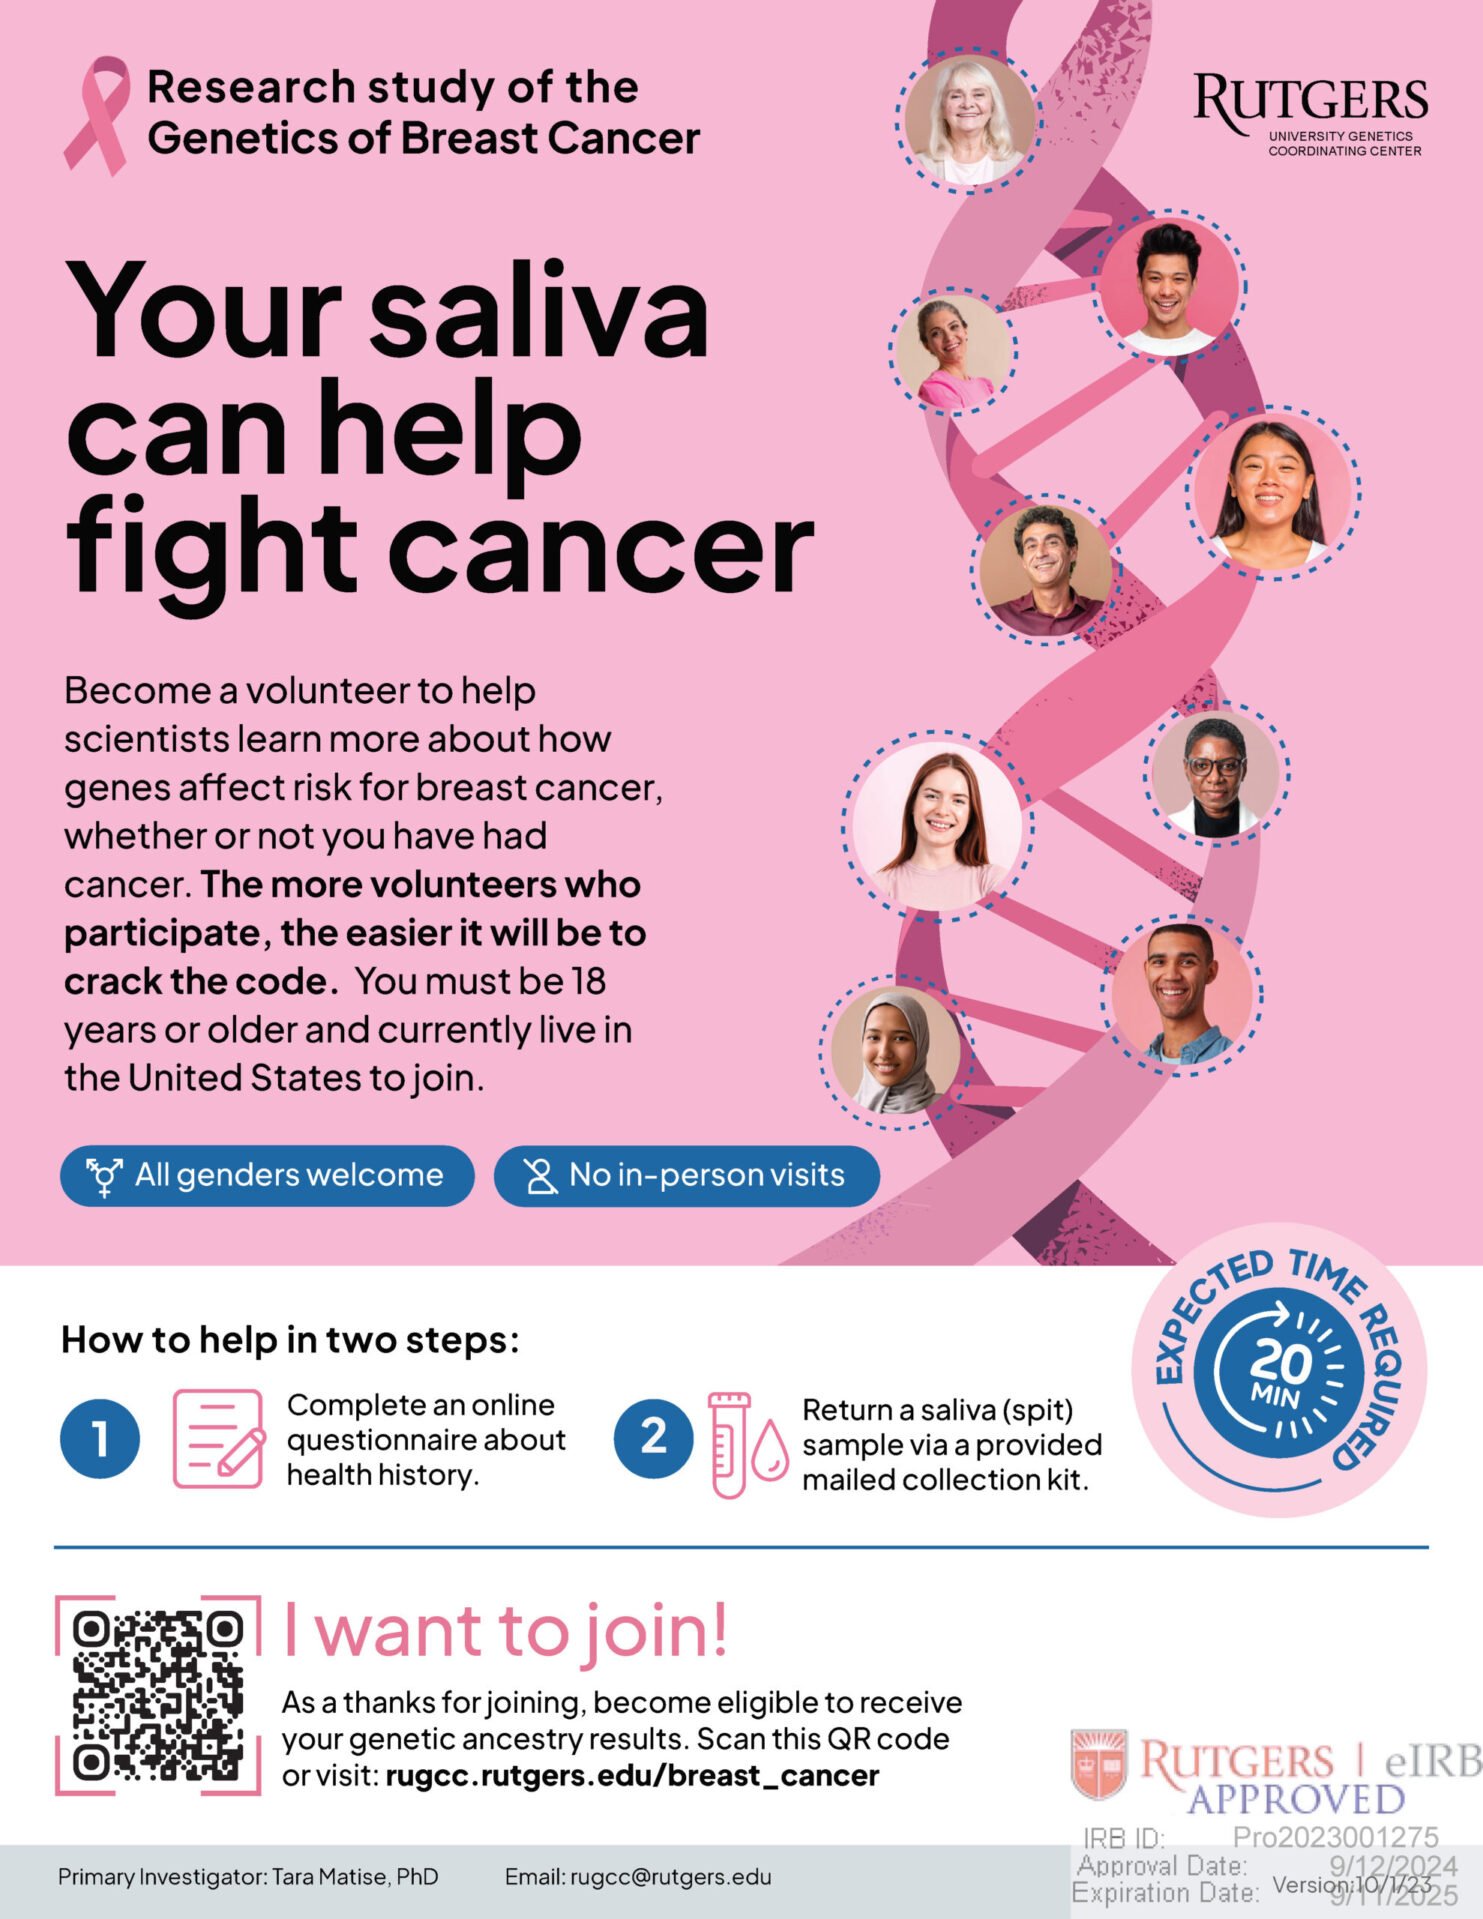 Research study of the
Genetics of Breast Cancer
RUTGERS
UNIVERSITY GENETICS
COORDINATING CENTER
Your saliva
can help
fight cancer
Become a volunteer to help
scientists learn more about how
genes affect risk for breast cancer,
whether or not you have had
cancer. The more volunteers who
participate, the easier it will be to
crack the code. You must be 18
years or older and currently live in
the United States to join.
All genders welcome
No in-person visits
EXPECTED TIME REQUIRED
20
MIN
How to help in two steps:
1
Complete an online
questionnaire about
health history.
2
Return a saliva (spit)
sample via a provided
mailed collection kit.
I want to join!
As a thanks for joining, become eligible to receive
your genetic ancestry results. Scan this QR code
or visit: rugcc.rutgers.edu/breast_cancer
RUTGERS | eIRB
APPROVED
IRB ID: Pro2023001275
Approval Date: 9/12/2024
Expiration Date: 9/11/2025
Version:10/1/23
Primary Investigator: Tara Matise, PhD Email: rugcc@rutgers.edu